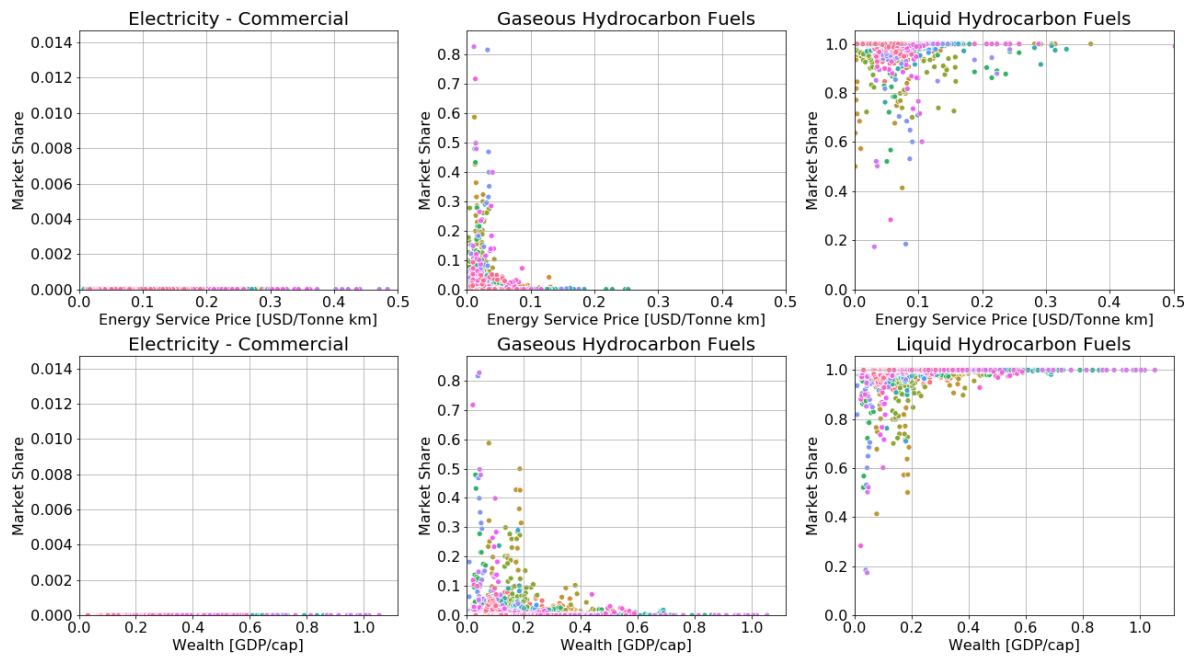 Electricity - Commercial
Market Share
0.014
0.012
0.010
0.008
0.006
0.004
0.002
0.000
0.0 0.1 0.2 0.3 0.4 0.5
Energy Service Price [USD/Tonne km]
Gaseous Hydrocarbon Fuels
Market Share
0.8
0.7
0.6
0.5
0.4
0.3
0.2
0.1
0.0
0.0 0.1 0.2 0.3 0.4 0.5
Energy Service Price [USD/Tonne km]
Liquid Hydrocarbon Fuels
Market Share
1.0
0.8
0.6
0.4
0.2
0.0
0.0 0.1 0.2 0.3 0.4 0.5
Energy Service Price [USD/Tonne km]
Electricity - Commercial
Market Share
0.014
0.012
0.010
0.008
0.006
0.004
0.002
0.000
0.0 0.2 0.4 0.6 0.8 1.0
Wealth [GDP/cap]
Gaseous Hydrocarbon Fuels
Market Share
0.8
0.7
0.6
0.5
0.4
0.3
0.2
0.1
0.0
0.0 0.2 0.4 0.6 0.8 1.0
Wealth [GDP/cap]
Liquid Hydrocarbon Fuels
Market Share
1.0
0.8
0.6
0.4
0.2
0.0
0.0 0.2 0.4 0.6 0.8 1.0
Wealth [GDP/cap]